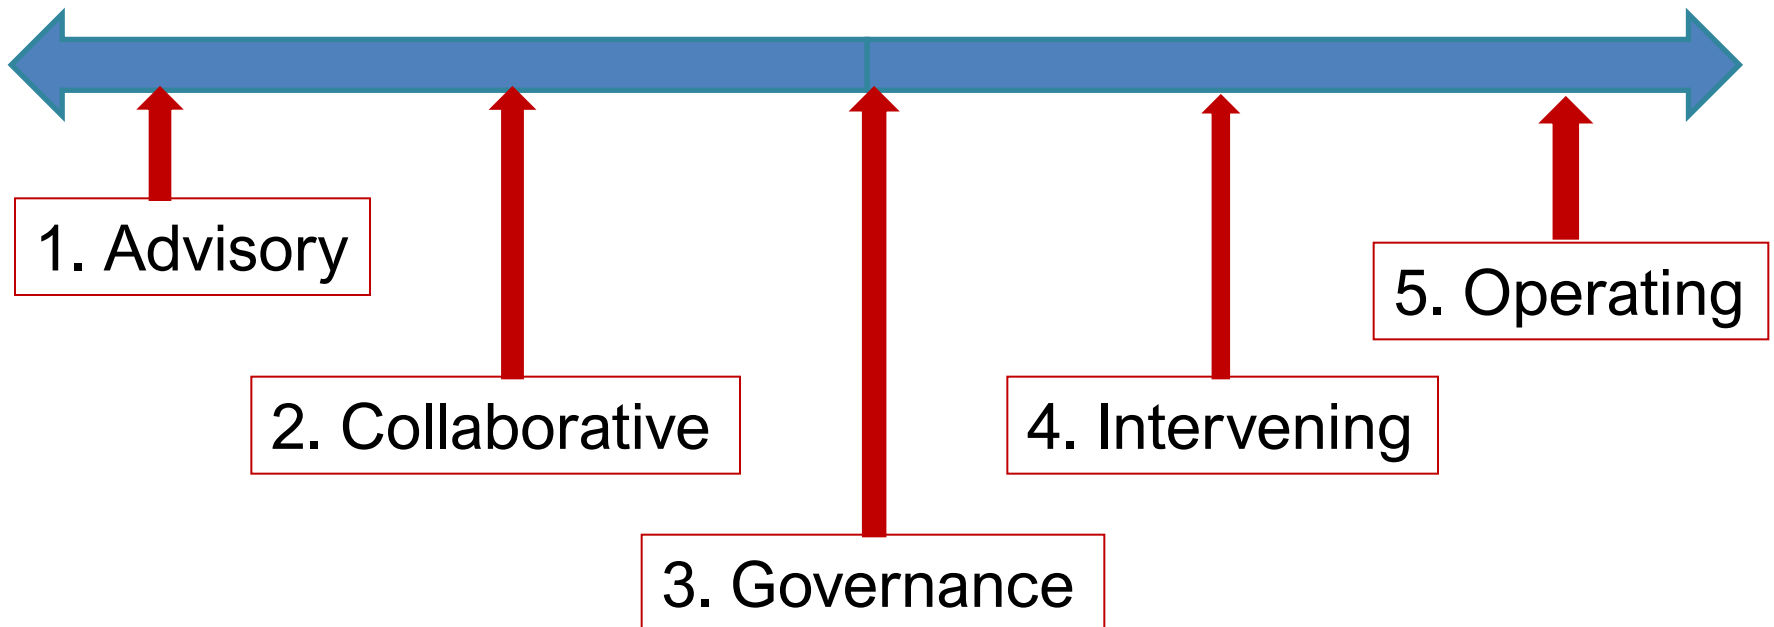 1. Advisory
2. Collaborative
3. Governance
4. Intervening
5. Operating